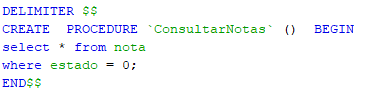 DELIMITER $$
CREATE  PROCEDURE `ConsultarNotas` ()  BEGIN
select * from nota
where estado = 0;
END$$